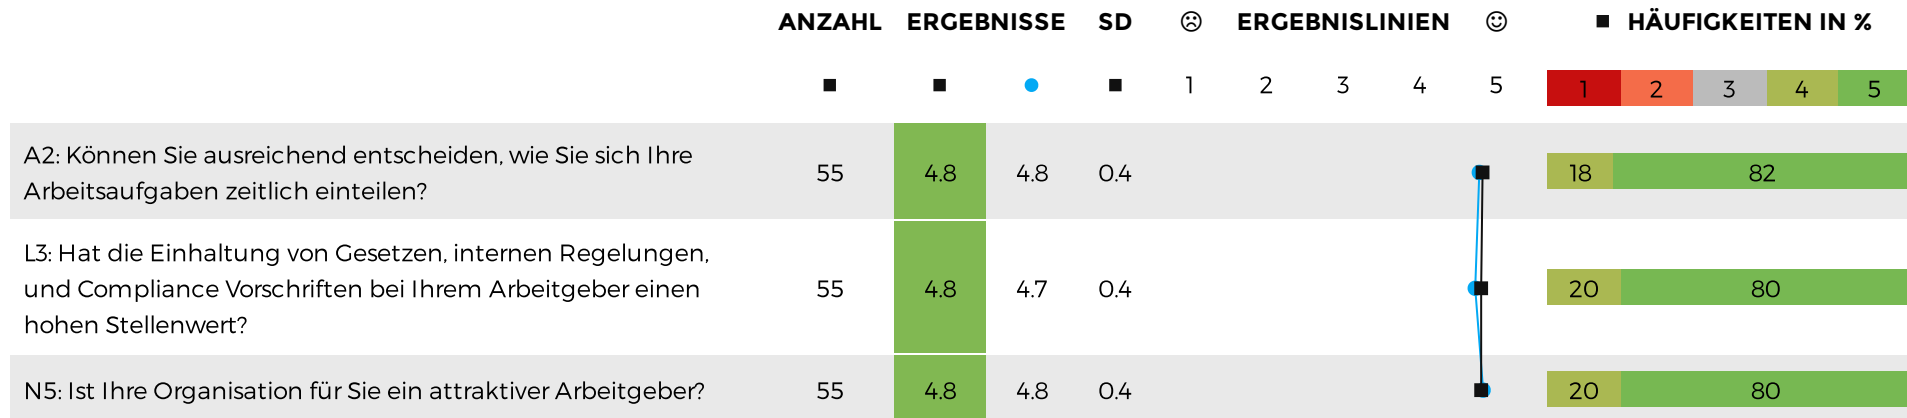 ANZAHL ERGEBNISSE SD ERGEBNISLINIEN HÄUFIGKEITEN IN %
1 2 3 4 5 1 2 3 4 5
A2: Können Sie ausreichend entscheiden, wie Sie sich Ihre
Arbeitsaufgaben zeitlich einteilen?
55 4.8 4.8 0.4 18 82
L3: Hat die Einhaltung von Gesetzen, internen Regelungen,
und Compliance Vorschriften bei Ihrem Arbeitgeber einen
hohen Stellenwert?
55 4.8 4.7 0.4 20 80
N5: Ist Ihre Organisation für Sie ein attraktiver Arbeitgeber? 55 4.8 4.8 0.4 20 80